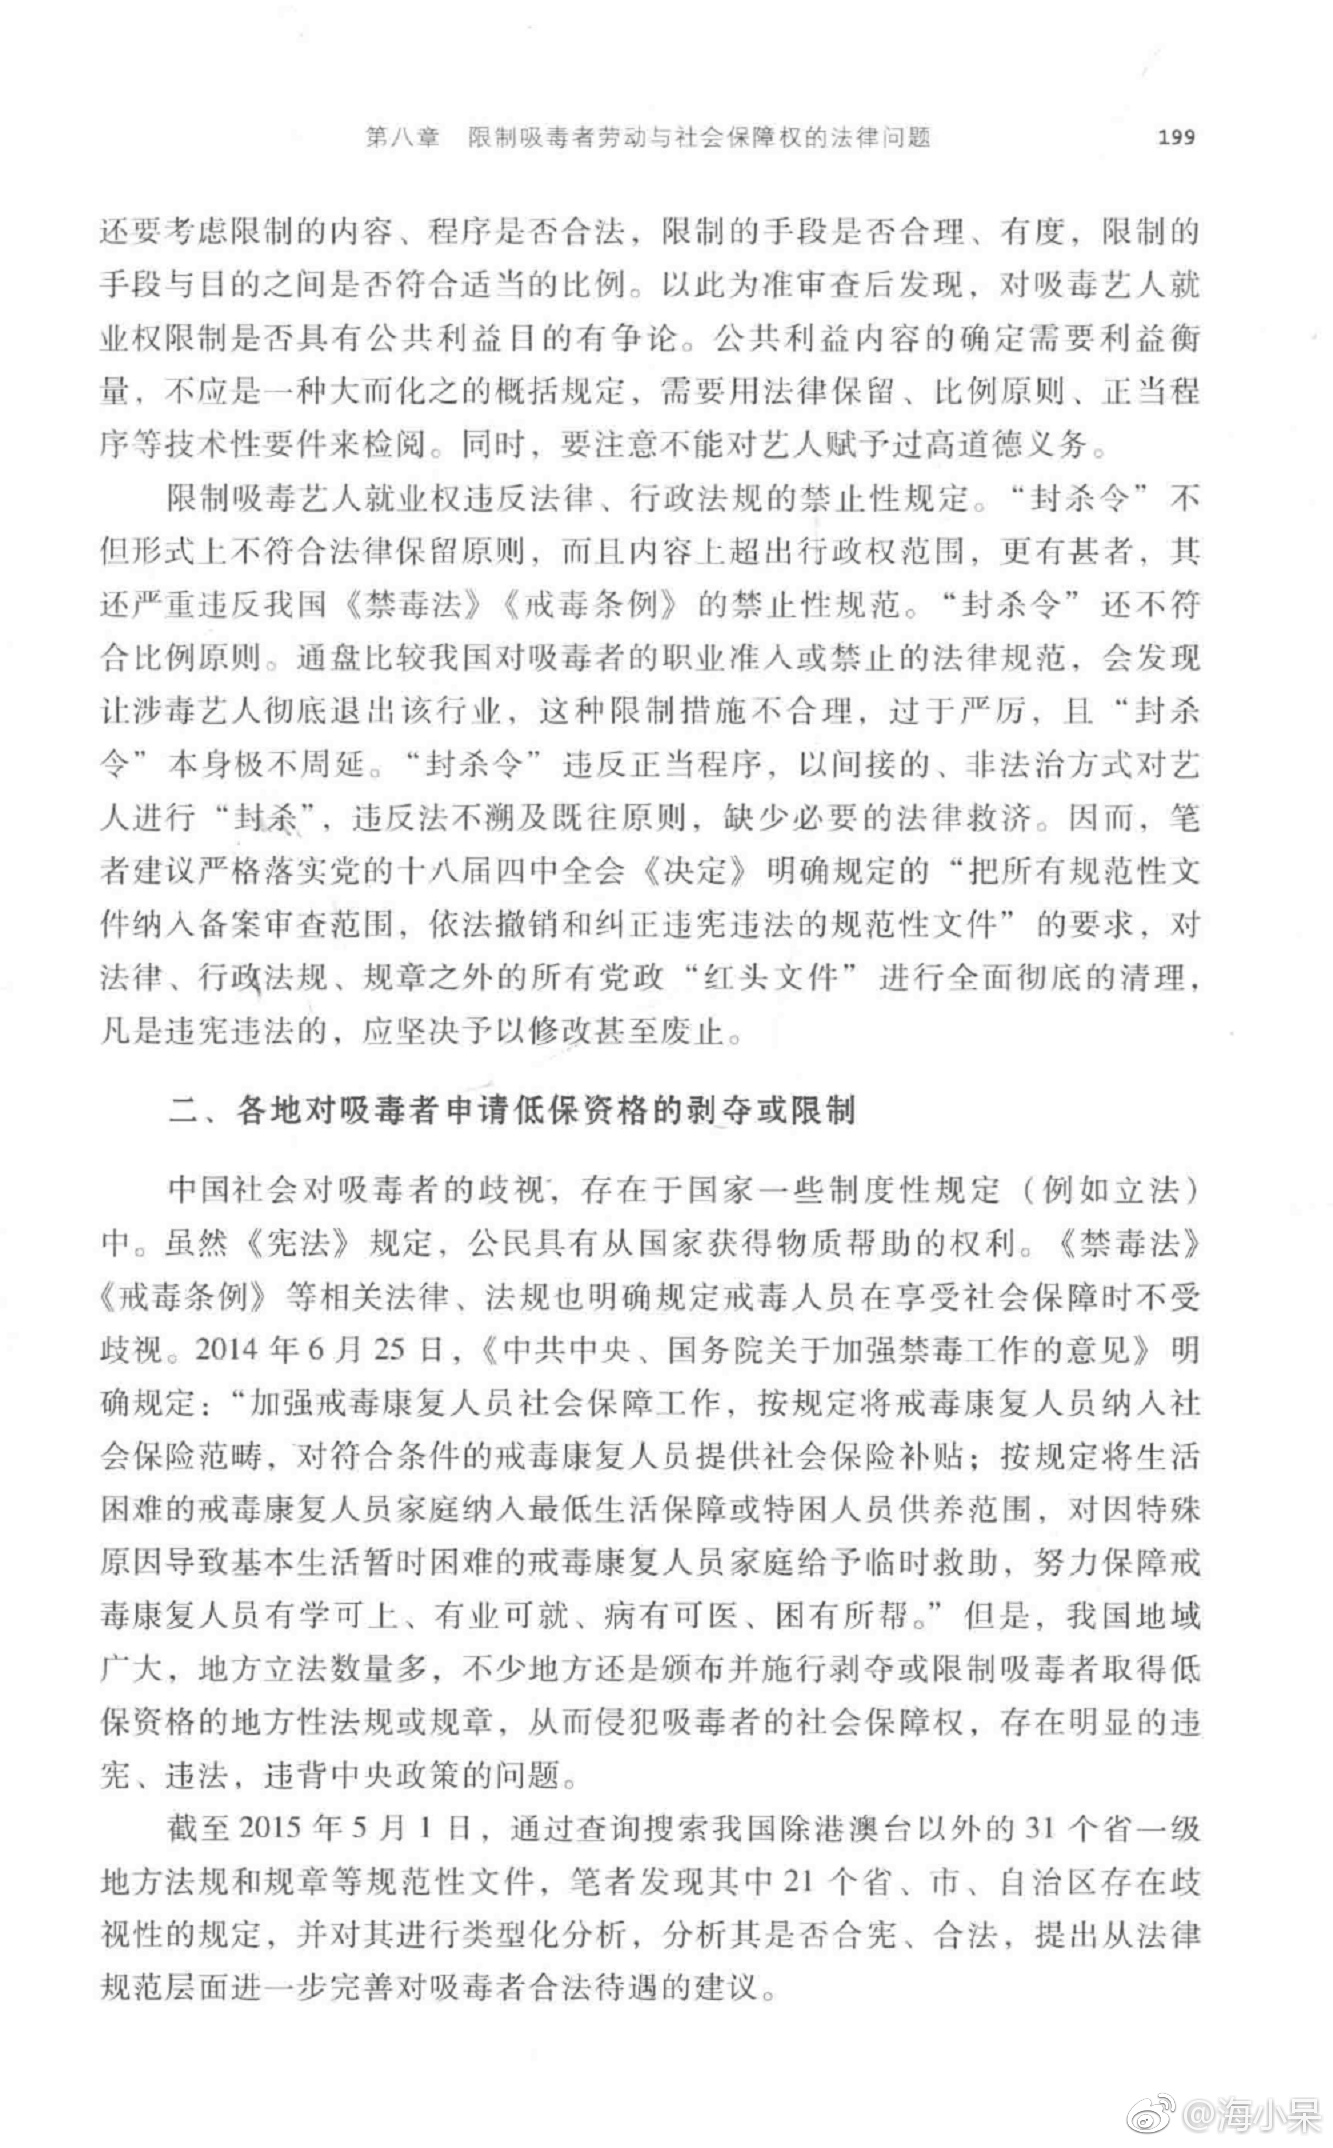 第八章 限制吸毒者劳动与社会保障权的法律问题 199
还要考虑限制的内容、程序是否合法，限制的手段是否合理、有度，限制的
手段与目的之间是否符合适当的比例。以此为准审查后发现，对吸毒艺人就
业权限制是否具有公共利益目的有争论。公共利益内容的确定需要利益衡
量，不应是一种大而化之的概括规定，需要用法律保留、比例原则、正当程
序等技术性要件来检阅。同时，要注意不能对艺人赋予过高道德义务。
限制吸毒艺人就业权违反法律、行政法规的禁止性规定。“封杀令”不
但形式上不符合法律保留原则，而且内容上超出行政权范围，更有甚者，其
还严重违反我国《禁毒法》《戒毒条例》的禁止性规范。“封杀令”还不符
合比例原则。通盘比较我国对吸毒者的职业准入或禁止的法律规范，会发现
让涉毒艺人彻底退出该行业，这种限制措施不合理，过于严厉，且“封杀
令”本身极不周延。“封杀令”违反正当程序，以间接的、非法治方式对艺
人进行“封杀”，违反法不溯及既往原则，缺少必要的法律救济。因而，笔
者建议严格落实党的十八届四中全会《决定》明确规定的“把所有规范性文
件纳入备案审查范围，依法撤销和纠正违宪违法的规范性文件”的要求，对
法律、行政法规、规章之外的所有党政“红头文件”进行全面彻底的清理，
凡是违宪违法的，应坚决予以修改甚至废止。
二、各地对吸毒者申请低保资格的剥夺或限制
中国社会对吸毒者的歧视，存在于国家一些制度性规定（例如立法）
中。虽然《宪法》规定，公民具有从国家获得物质帮助的权利。《禁毒法》
《戒毒条例》等相关法律、法规也明确规定戒毒人员在享受社会保障时不受
歧视。2014年6月25日，《中共中央、国务院关于加强禁毒工作的意见》明
确规定：“加强戒毒康复人员社会保障工作，按规定将戒毒康复人员纳入社
会保险范畴，对符合条件的戒毒康复人员提供社会保险补贴；按规定将生活
困难的戒毒康复人员家庭纳入最低生活保障或特困人员供养范围，对因特殊
原因导致基本生活暂时困难的戒毒康复人员家庭给予临时救助，努力保障戒
毒康复人员有学可上、有业可就、病有可医、困有所帮。”但是，我国地域
广大，地方立法数量多，不少地方还是颁布并施行剥夺或限制吸毒者取得低
保资格的地方性法规或规章，从而侵犯吸毒者的社会保障权，存在明显的违
宪、违法，违背中央政策的问题。
截至2015年5月1日，通过查询搜索我国除港澳台以外的31个省一级
地方法规和规章等规范性文件，笔者发现其中21个省、市、自治区存在歧
视性的规定，并对其进行类型化分析，分析其是否合宪、合法，提出从法律
规范层面进一步完善对吸毒者合法待遇的建议。
@海小呆